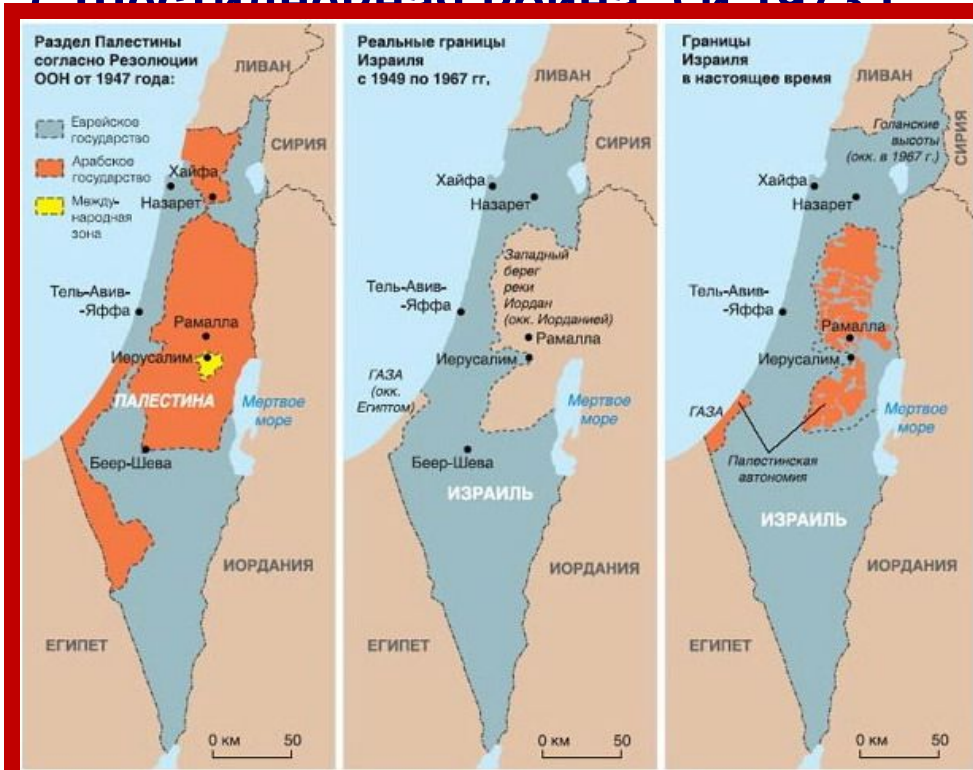 Раздел Палестины
согласно Резолюции
ООН от 1947 года:
Еврейское
государство
Арабское
государство
Между-
народная
зона
ЛИВАН
СИРИЯ
Хайфа
Назарет
Тель-Авив-
-Яффа
Рамалла
Иерусалим
ПАЛЕСТИНА
Мертвое
море
Беер-Шева
ИОРДАНИЯ
ЕГИПЕТ
0 км 50
Реальные границы
Израиля
с 1949 по 1967 гг,
ЛИВАН
СИРИЯ
Хайфа
Назарет
Западный
берег
реки
Иордан
(окк. Иорданией)
Тель-Авив-
-Яффа
Рамалла
Иерусалим
ГАЗА
(окк.
Египтом)
Мертвое
море
Беер-Шева
ИЗРАИЛЬ
ИОРДАНИЯ
ЕГИПЕТ
0 км 50
Границы
Израиля
в настоящее время
ЛИВАН
Голанские
высоты
(окк. в 1967 г.)
СИРИЯ
Хайфа
Назарет
Тель-Авив-
-Яффа
Рамалла
Иерусалим
ГАЗА
Мертвое
море
Палестинская
автономия
ИЗРАИЛЬ
ИОРДАНИЯ
ЕГИПЕТ
0 км 50